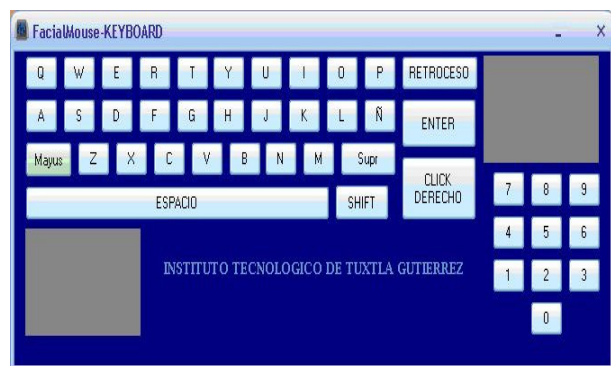 FacialMouse-KEYBOARD
Q W E R T Y U I O P RETROCESO
A S D F G H J K L Ñ ENTER
Mayus Z X C V B N M Supr
CLICK
DERECHO
ESPACIO SHIFT
7 8 9
4 5 6
1 2 3
0
INSTITUTO TECNOLOGICO DE TUXTLA GUTIERREZ